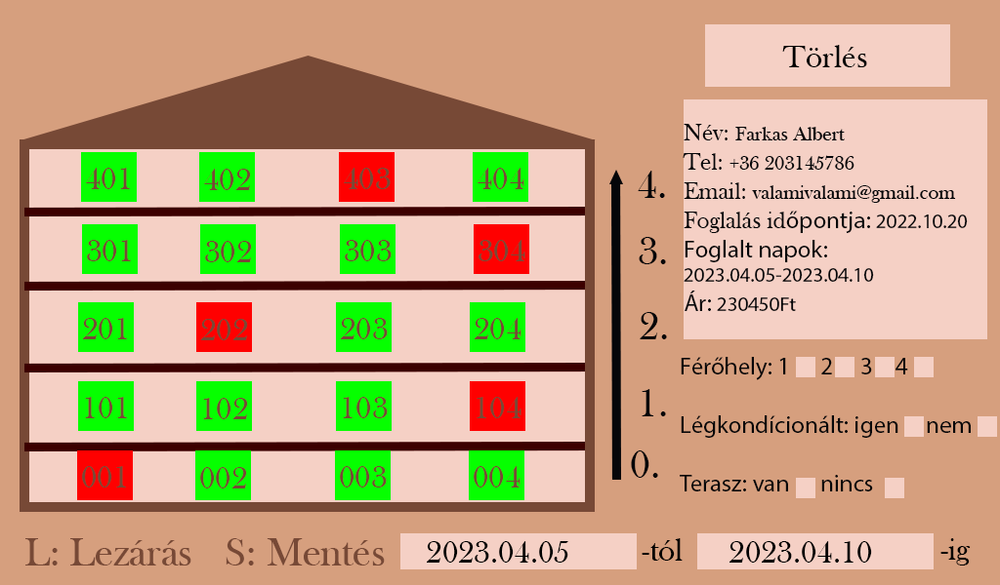 Törlés
Név: Farkas Albert
Tel: +36 203145786
Email: valamivalami@gmail.com
Foglalás időpontja: 2022.10.20
Foglalt napok:
2023.04.05-2023.04.10
Ár: 230450Ft
401 402 403 404 4.
301 302 303 304 3.
201 202 203 204 2.
101 102 103 104 1.
001 002 003 004 0.
Férőhely: 1 2 3 4
Légkondícionált: igen nem
Terasz: van nincs
L: Lezárás S: Mentés 2023.04.05 -tól 2023.04.10 -ig